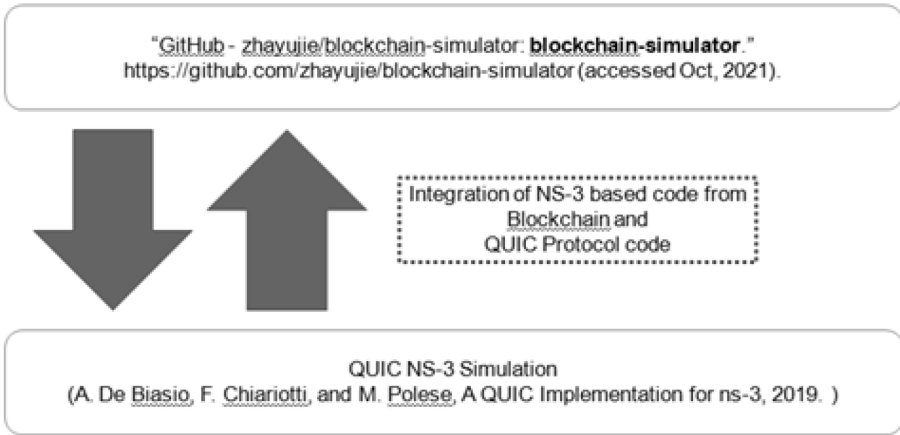 “GitHub - zhayujie/blockchain-simulator: blockchain-simulator.”
https://github.com/zhayujie/blockchain-simulator (accessed Oct, 2021).
Integration of NS-3 based code from
Blockchain and
QUIC Protocol code
QUIC NS-3 Simulation
(A. De Biasio, F. Chiariotti, and M. Polese, A QUIC Implementation for ns-3, 2019. )